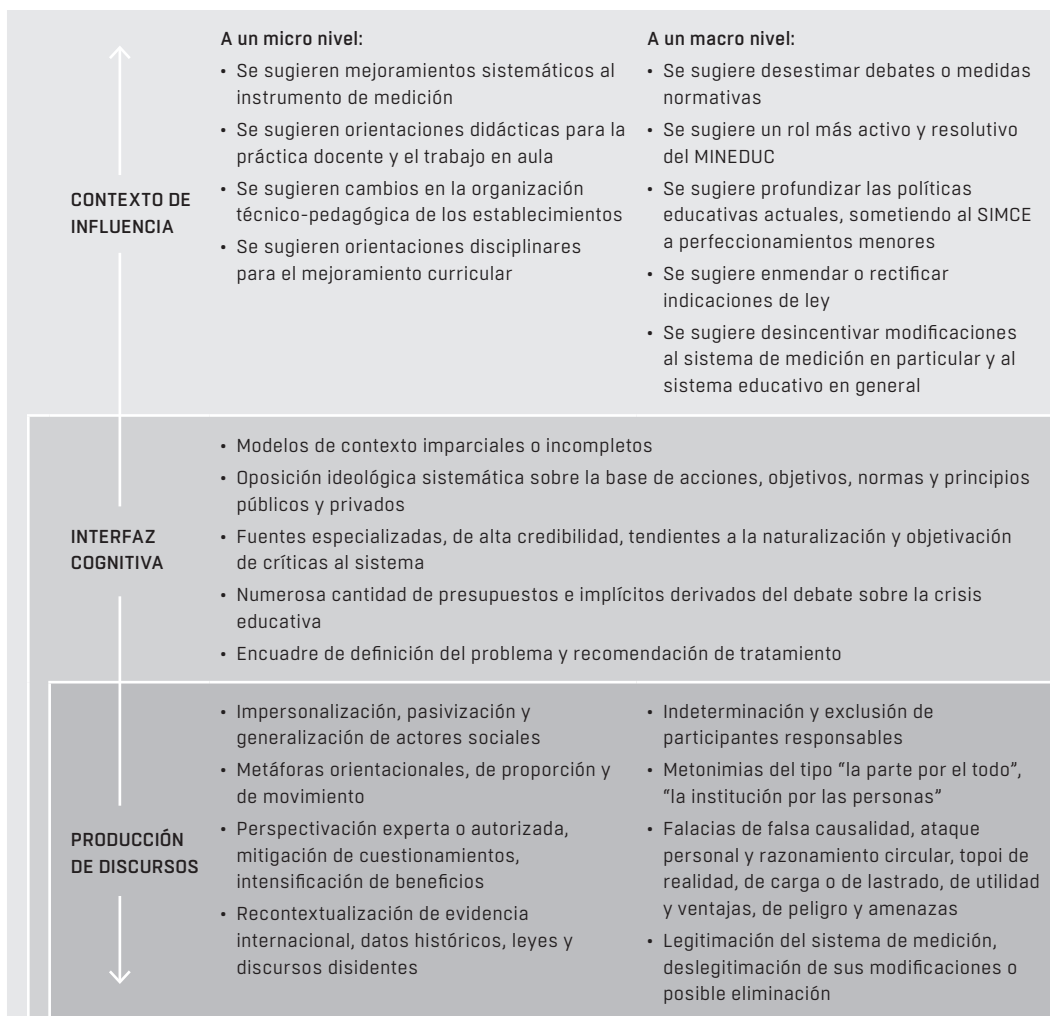 A un micro nivel:
• Se sugieren mejoramientos sistemáticos al
instrumento de medición
• Se sugieren orientaciones didácticas para la
práctica docente y el trabajo en aula
• Se sugieren cambios en la organización
técnico-pedagógica de los establecimientos
• Se sugieren orientaciones disciplinares
para el mejoramiento curricular
A un macro nivel:
• Se sugiere desestimar debates o medidas
normativas
• Se sugiere un rol más activo y resolutivo
del MINEDUC
• Se sugiere profundizar las políticas
educativas actuales, sometiendo al SIMCE
a perfeccionamientos menores
• Se sugiere enmendar o rectificar
indicaciones de ley
• Se sugiere desincentivar modificaciones
al sistema de medición en particular y al
sistema educativo en general
CONTEXTO DE
INFLUENCIA
• Modelos de contexto imparciales o incompletos
• Oposición ideológica sistemática sobre la base de acciones, objetivos, normas y principios
públicos y privados
• Fuentes especializadas, de alta credibilidad, tendientes a la naturalización y objetivación
de críticas al sistema
• Numerosa cantidad de presupuestos e implícitos derivados del debate sobre la crisis
educativa
• Encuadre de definición del problema y recomendación de tratamiento
INTERFAZ
COGNITIVA
• Impersonalización, pasivización y
generalización de actores sociales
• Metáforas orientacionales, de proporción y
de movimiento
• Perspectivación experta o autorizada,
mitigación de cuestionamientos,
intensificación de beneficios
• Recontextualización de evidencia
internacional, datos históricos, leyes y
discursos disidentes
• Indeterminación y exclusión de
participantes responsables
• Metonimias del tipo “la parte por el todo”,
“la institución por las personas”
• Falacias de falsa causalidad, ataque
personal y razonamiento circular, topoi de
realidad, de carga o de lastrado, de utilidad
y ventajas, de peligro y amenazas
• Legitimación del sistema de medición,
deslegitimación de sus modificaciones o
posible eliminación
PRODUCCIÓN
DE DISCURSOS